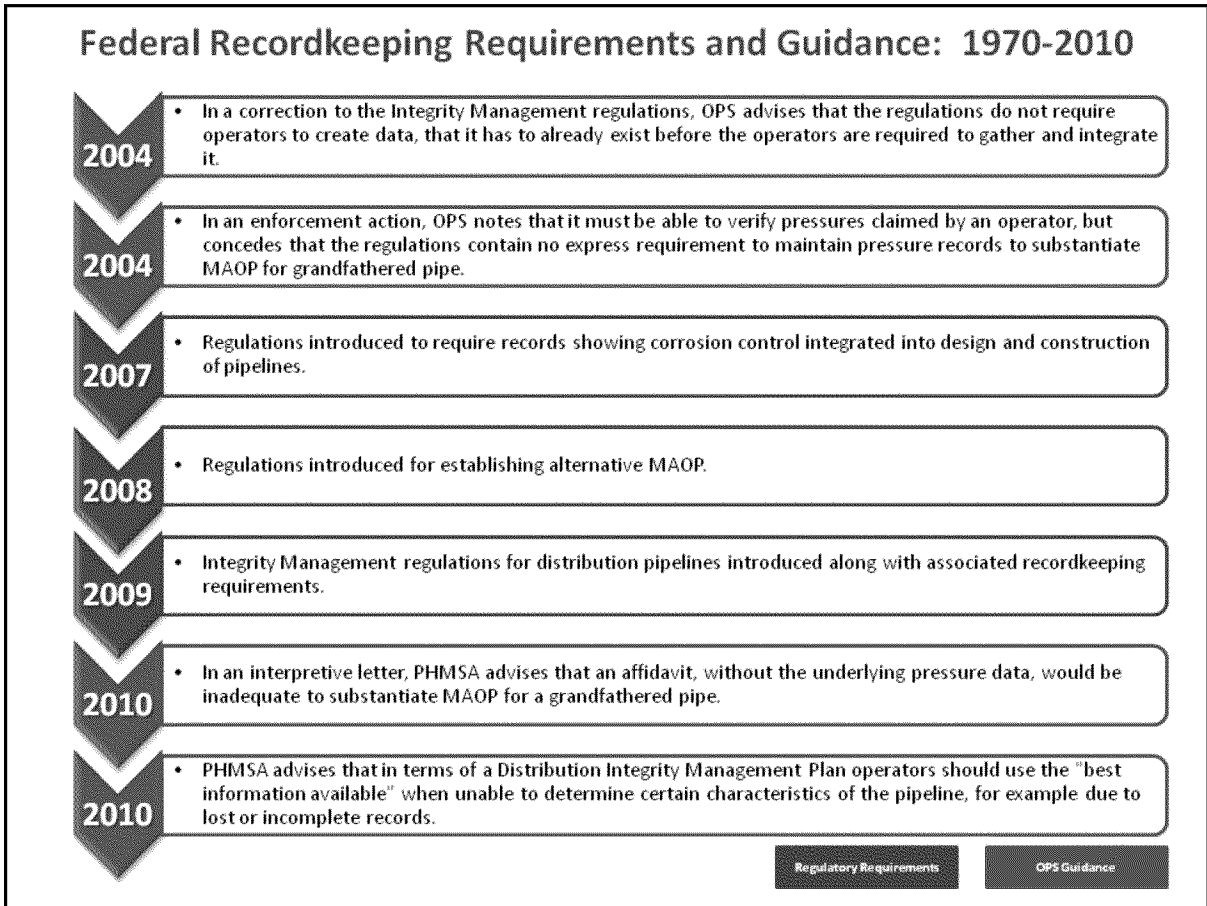 Federal Recordkeeping Requirements and Guidance: 1970-2010
2004
• In a correction to the Integrity Management regulations, OPS advises that the regulations do not require
operators to create data, that it has to already exist before the operators are required to gather and integrate
it.
2004
• In an enforcement action, OPS notes that it must be able to verify pressures claimed by an operator, but
concedes that the regulations contain no express requirement to maintain pressure records to substantiate
MAOP for grandfathered pipe.
2007
• Regulations introduced to require records showing corrosion control integrated into design and construction
of pipelines.
2008
• Regulations introduced for establishing alternative MAOP.
2009
• Integrity Management regulations for distribution pipelines introduced along with associated recordkeeping
requirements.
2010
• In an interpretive letter, PHMSA advises that an affidavit, without the underlying pressure data, would be
inadequate to substantiate MAOP for a grandfathered pipe.
2010
• PHMSA advises that in terms of a Distribution Integrity Management Plan operators should use the "best
information available" when unable to determine certain characteristics of the pipeline, for example due to
lost or incomplete records.
Regulatory Requirements
OPS Guidance